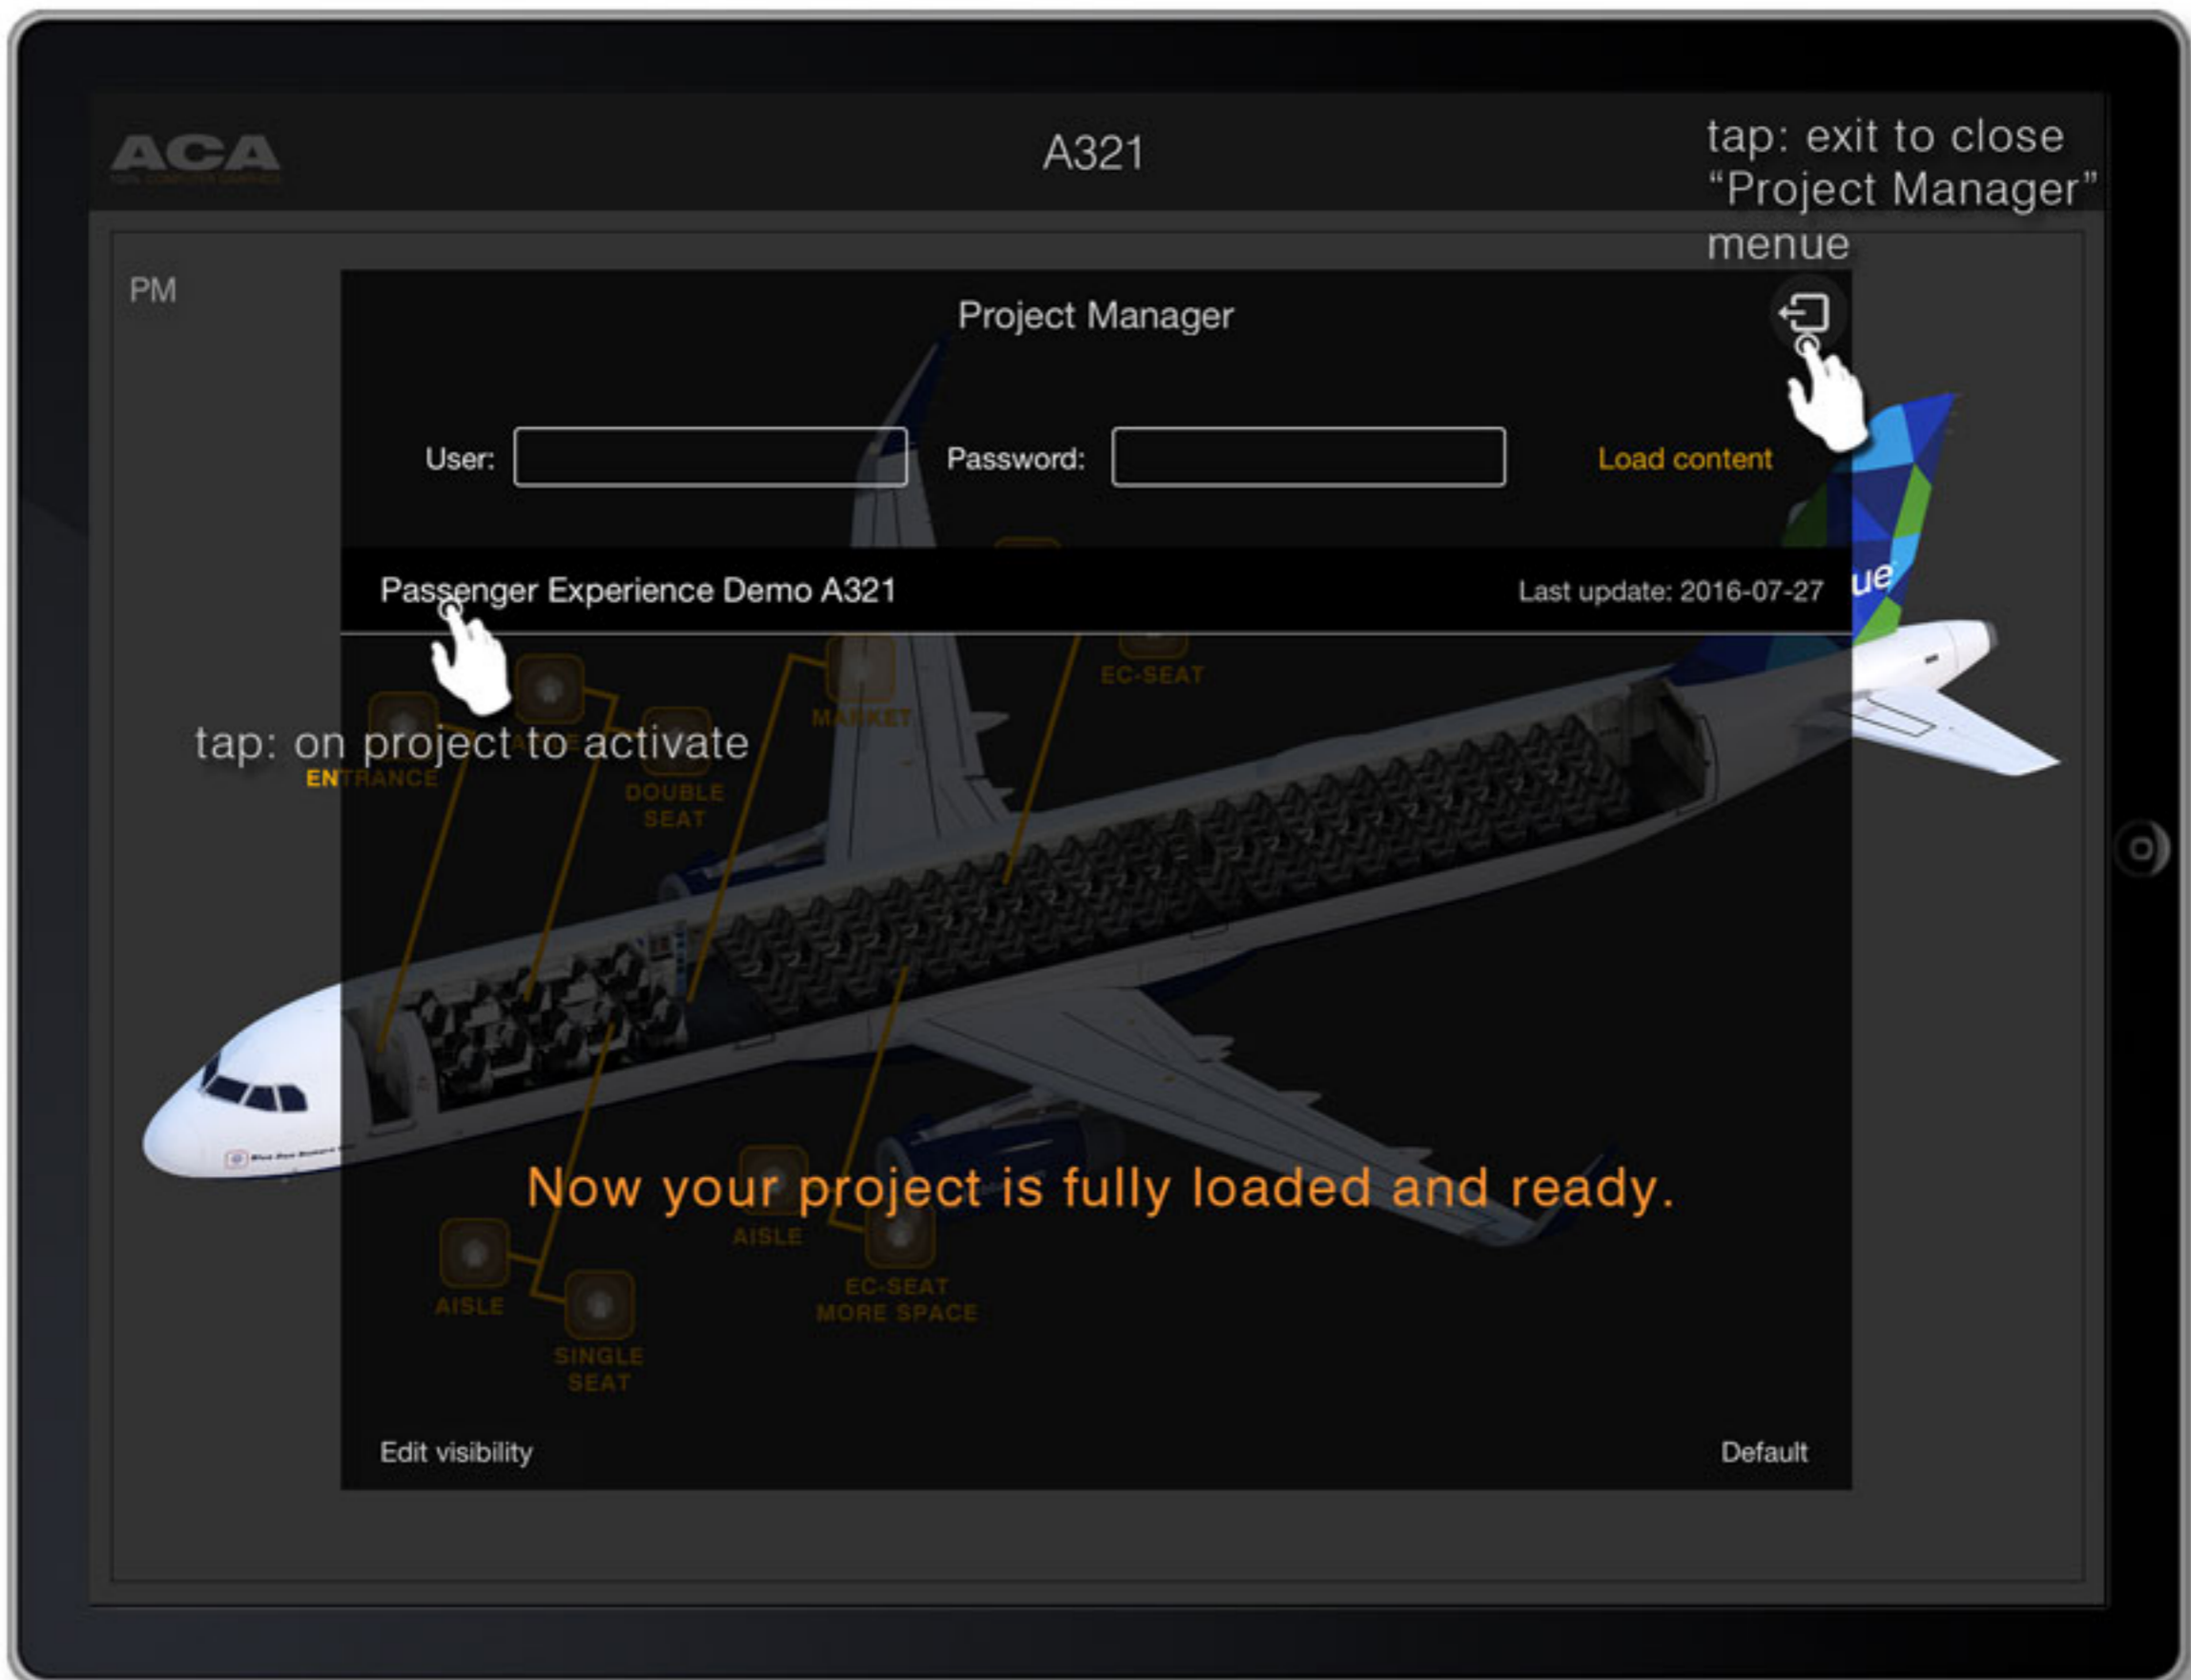 ACA
A321
tap: exit to close
“Project Manager”
menue
PM
Project Manager
User:
Password:
Load content
Passenger Experience Demo A321
Last update: 2016-07-27
ue
EC-SEAT
MARKET
tap: on project to activate
ENTRANCE
DOUBLE
SEAT
Now your project is fully loaded and ready.
AISLE
AISLE
EC-SEAT
MORE SPACE
SINGLE
SEAT
Edit visibility
Default